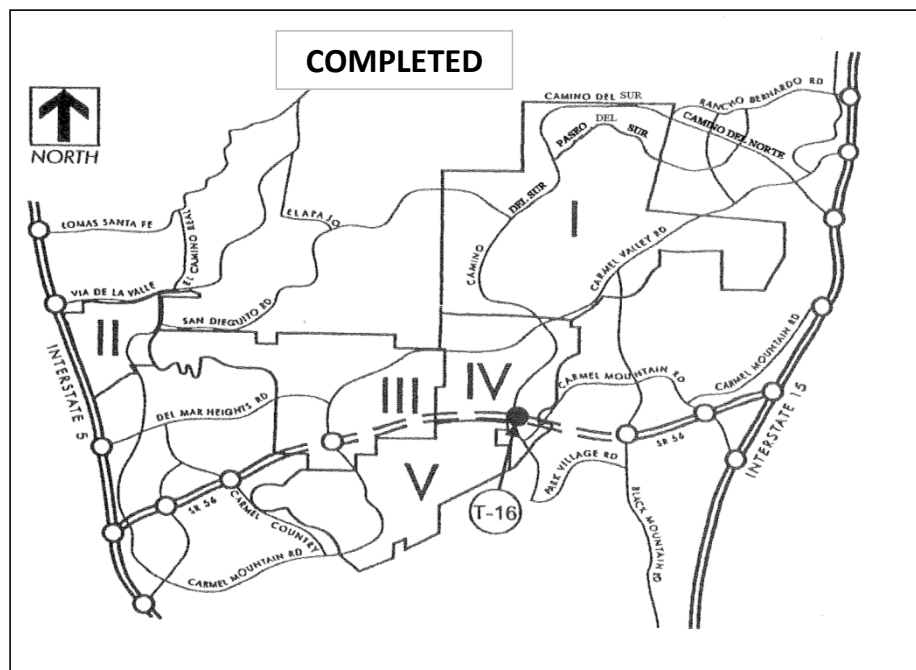 COMPLETED
NORTH
CAMINO DEL SUR
RANCHO BERNARDO RD
PASEO DEL SUR
CAMINO DEL NORTE
LOMAS SANTA FE
EL CAMINO REAL
EL APAJO
DEL SUR
I
CARMEL VALLEY RD
CAMINO
VIA DE LA VALLE
SAN DIEGUITO RD
II
INTERSTATE 5
III
IV
CARMEL MOUNTAIN RD
CARMEL MOUNTAIN RD
DEL MAR HEIGHTS RD
SR 56
INTERSTATE 15
V
PARK VILLAGE RD
SR 56
T-16
BLACK MOUNTAIN RD
CARMEL COUNTRY
CARMEL MOUNTAIN RD